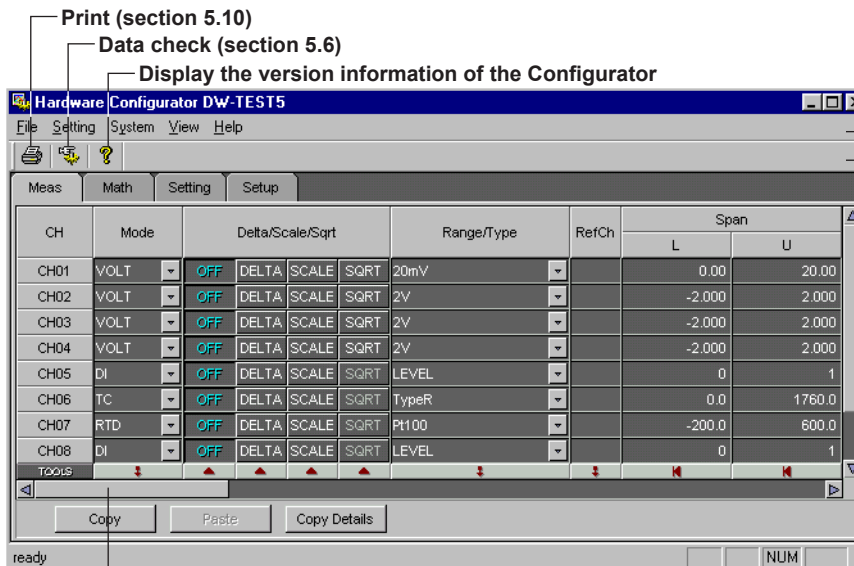 Print (section 5.10)
Data check (section 5.6)
Display the version information of the Configurator
Hardware Configurator DW-TEST5
File Setting System View Help
Meas Math Setting Setup
CH Mode Delta/Scale/Sqrt Range/Type RefCh Span
L U
CH01 VOLT OFF DELTA SCALE SQRT 20mV 0.00 20.00
CH02 VOLT OFF DELTA SCALE SQRT 2V -2.000 2.000
CH03 VOLT OFF DELTA SCALE SQRT 2V -2.000 2.000
CH04 VOLT OFF DELTA SCALE SQRT 2V -2.000 2.000
CH05 DI OFF DELTA SCALE SQRT LEVEL 0 1
CH06 TC OFF DELTA SCALE SQRT TypeR 0.0 1760.0
CH07 RTD OFF DELTA SCALE SQRT Pt100 -200.0 600.0
CH08 DI OFF DELTA SCALE SQRT LEVEL 0 1
TOOLS
Copy Paste Copy Details
ready NUM